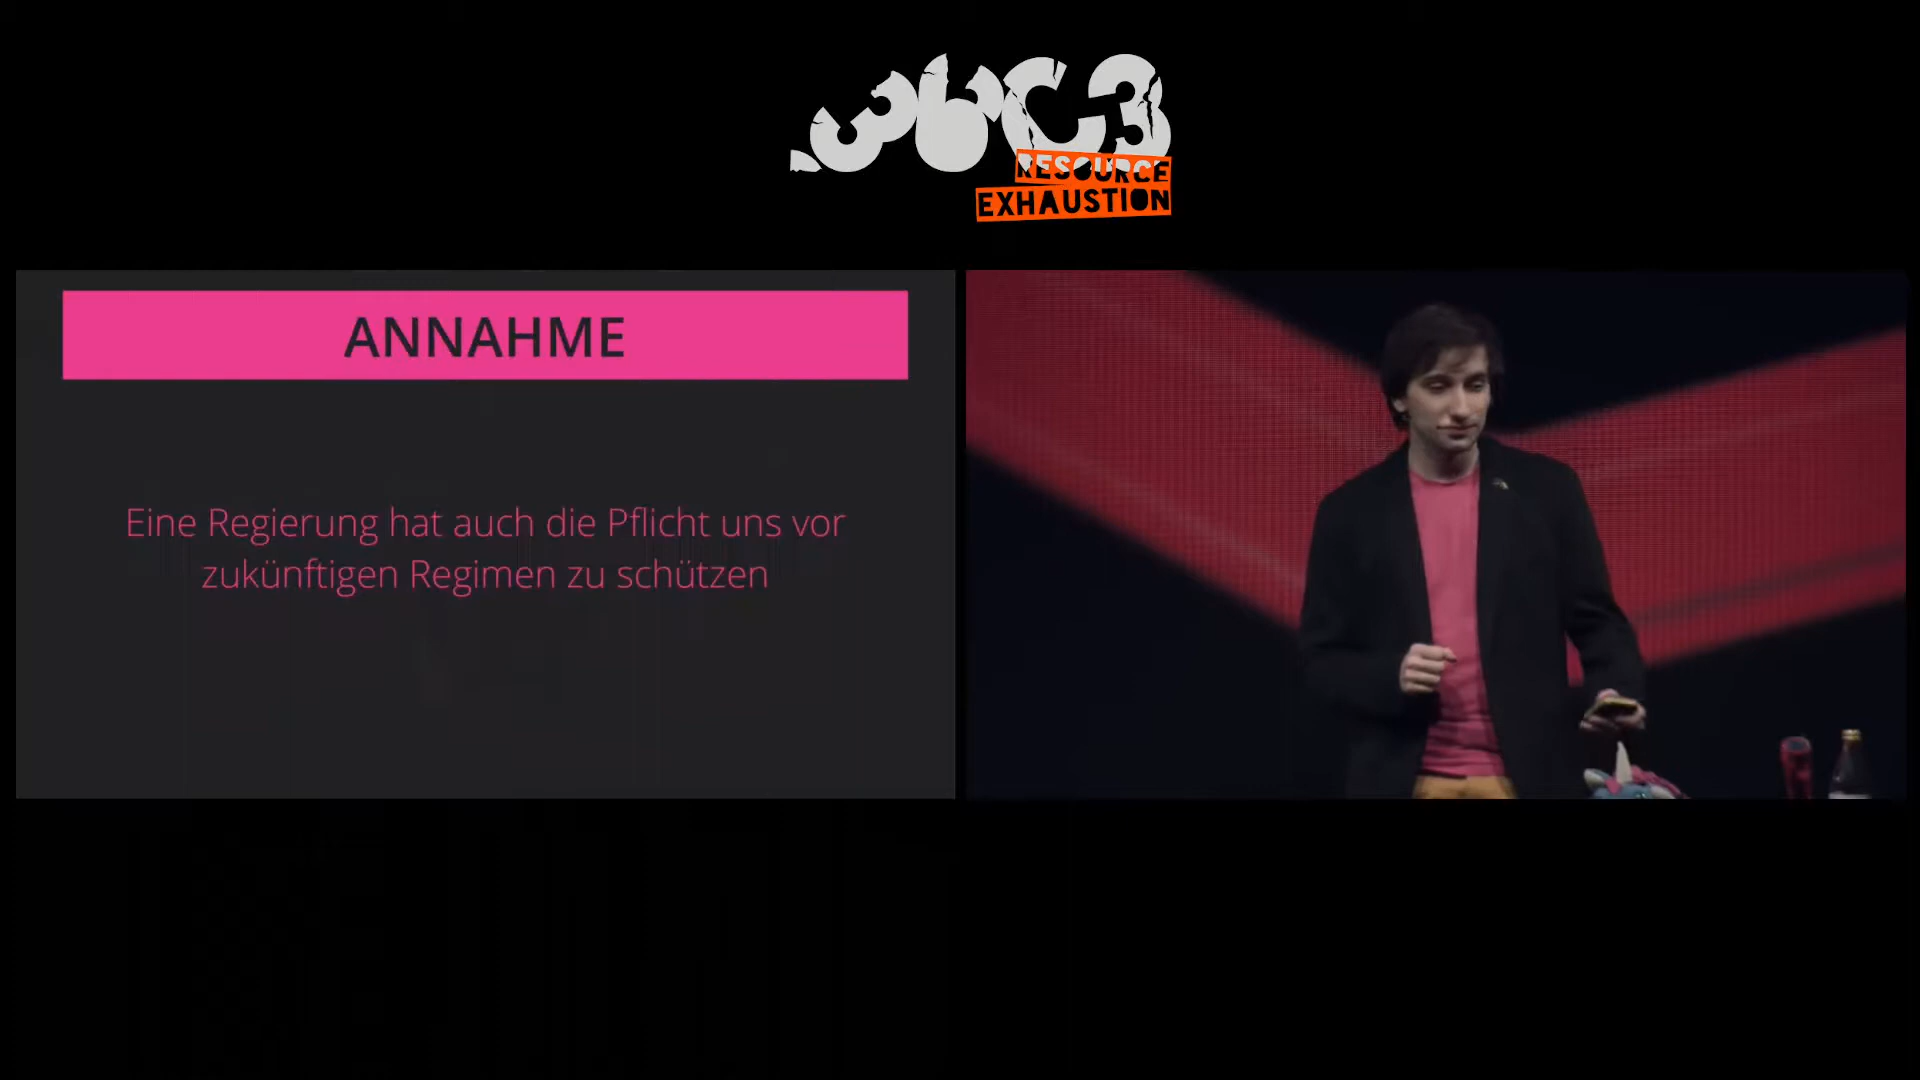 36C3
RESOURCE
EXHAUSTION
ANNAHME
Eine Regierung hat auch die Pflicht uns vor
zukünftigen Regimen zu schützen